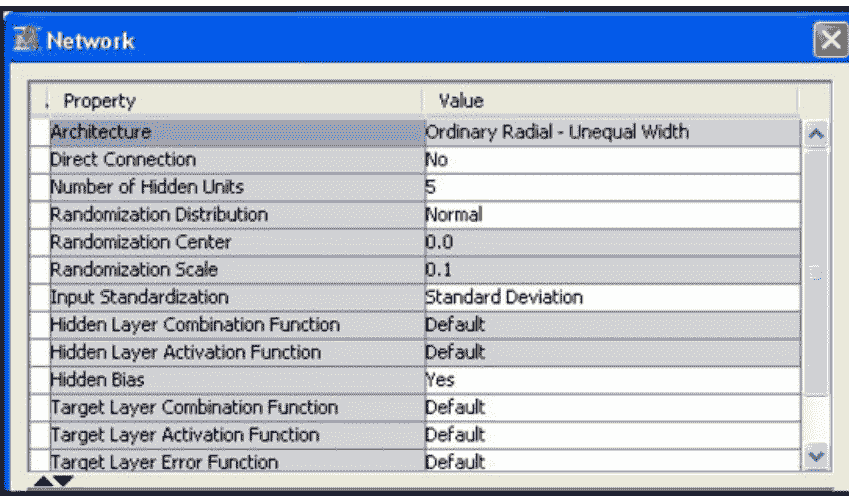 Network
. Property Value
Architecture Ordinary Radial - Unequal Width
Direct Connection No
Number of Hidden Units 5
Randomization Distribution Normal
Randomization Center 0.0
Randomization Scale 0.1
Input Standardization Standard Deviation
Hidden Layer Combination Function Default
Hidden Layer Activation Function Default
Hidden Bias Yes
Target Layer Combination Function Default
Target Layer Activation Function Default
Target Layer Error Function Default